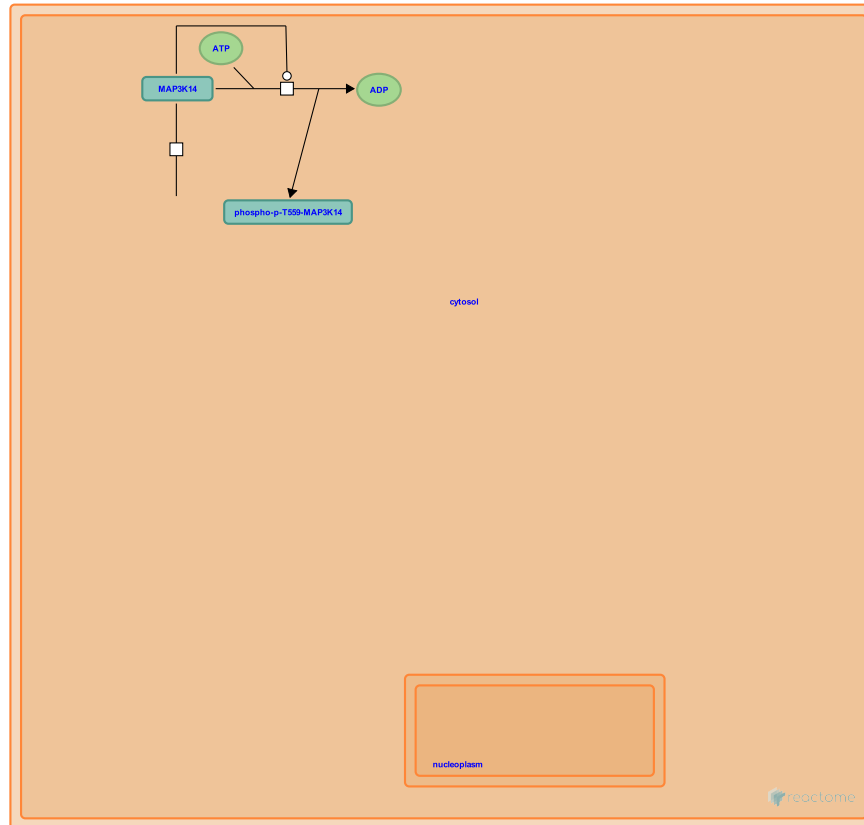 ATP
MAP3K14
ADP
phospho-p-T559-MAP3K14
cytosol
nucleoplasm
reactome